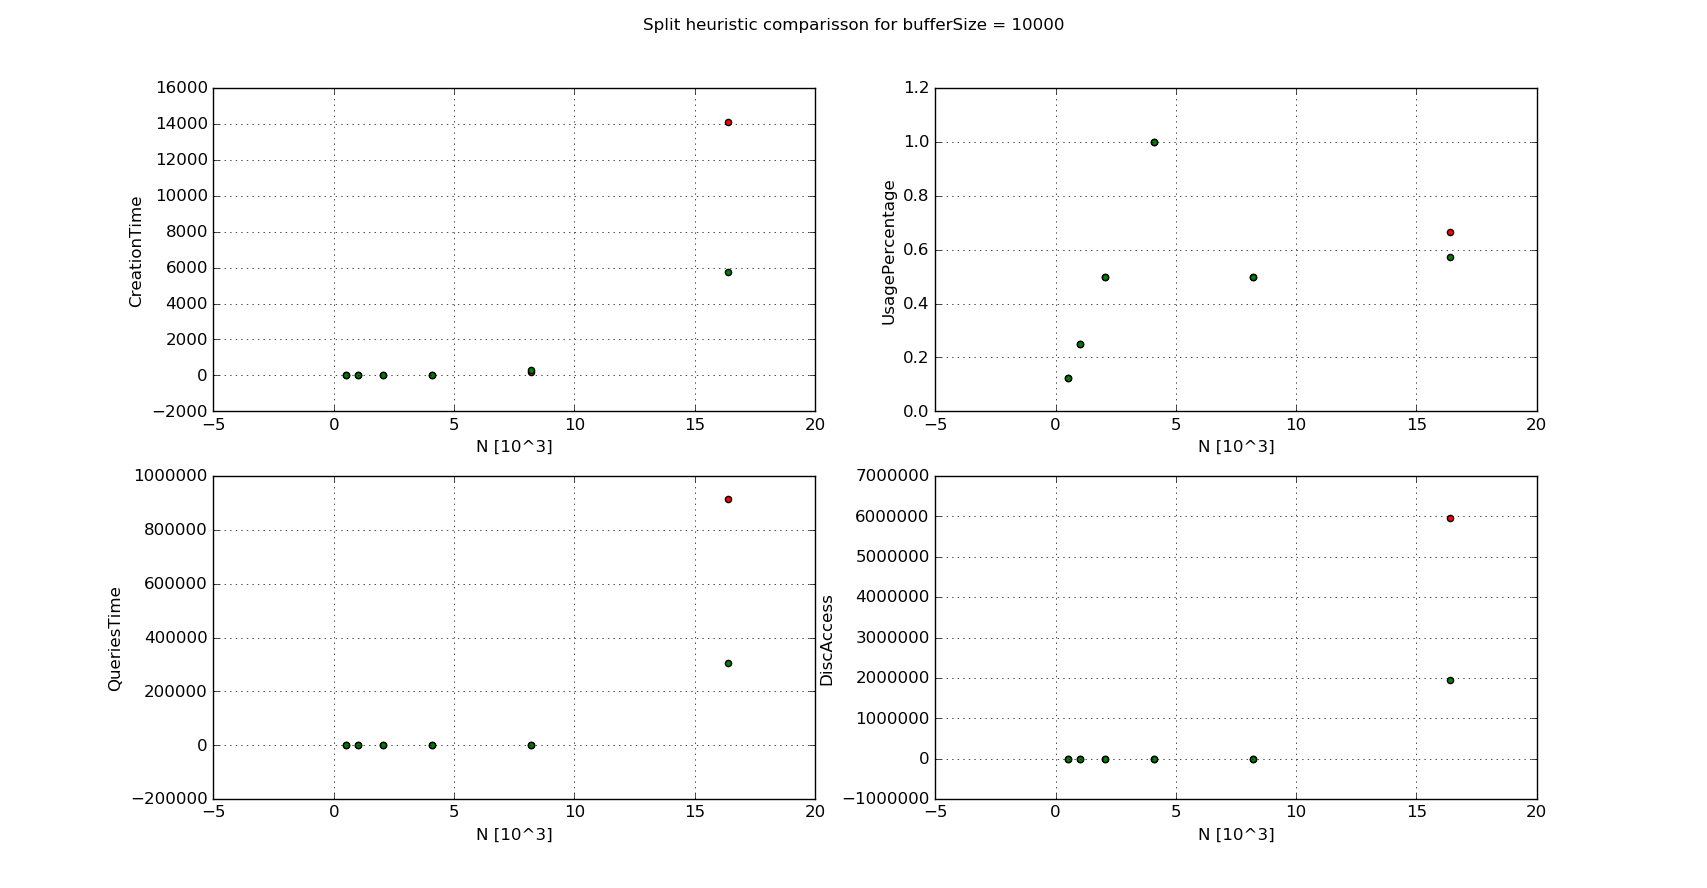 Split heuristic comparisson for bufferSize = 10000
16000
14000
12000
10000
8000
6000
4000
2000
0
−2000
CreationTime
−5 0 5 10 15 20
N [10^3]
1.2
1.0
0.8
0.6
0.4
0.2
0.0
UsagePercentage
−5 0 5 10 15 20
N [10^3]
1000000
800000
600000
400000
200000
0
−200000
QueriesTime
−5 0 5 10 15 20
N [10^3]
7000000
6000000
5000000
4000000
3000000
2000000
1000000
0
−1000000
DiscAccess
−5 0 5 10 15 20
N [10^3]